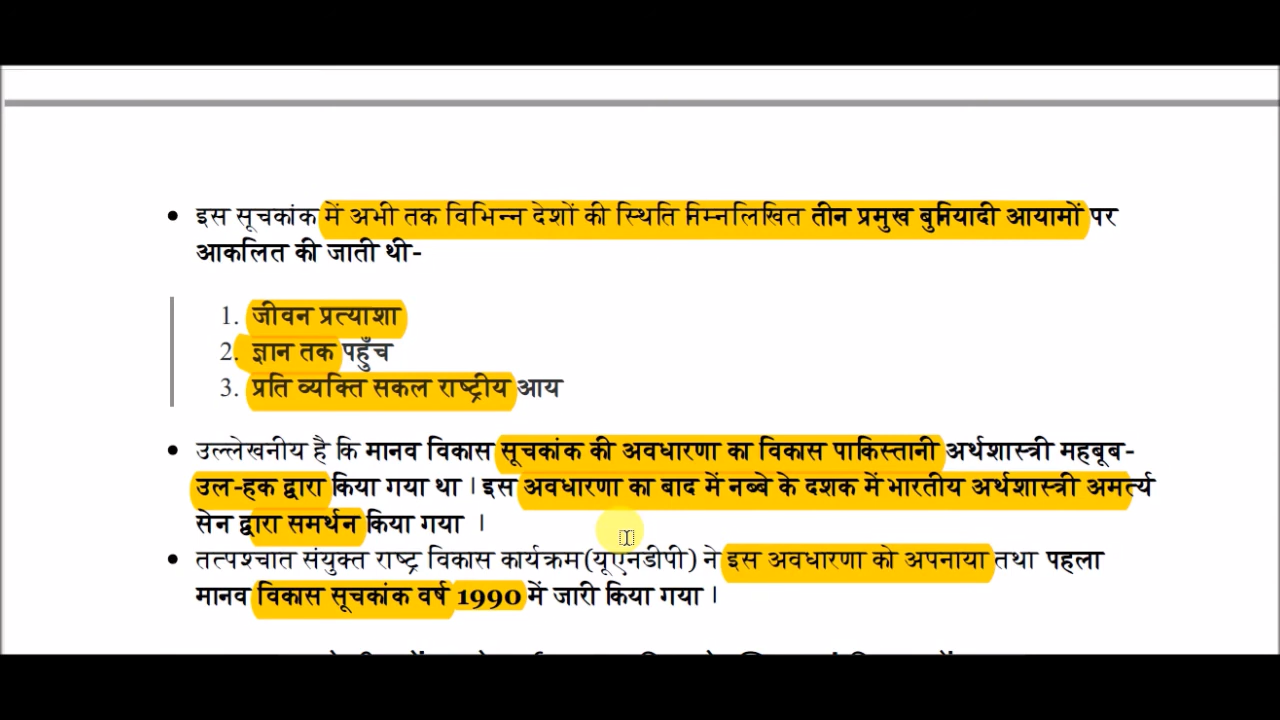 • इस सूचकांक में अभी तक विभिन्न देशों की स्थिति निम्नलिखित तीन प्रमुख बुनियादी आयामों पर
आकलित की जाती थी-
1. जीवन प्रत्याशा
2. ज्ञान तक पहुँच
3. प्रति व्यक्ति सकल राष्ट्रीय आय
• उल्लेखनीय है कि मानव विकास सूचकांक की अवधारणा का विकास पाकिस्तानी अर्थशास्त्री महबूब-
उल-हक द्वारा किया गया था। इस अवधारणा का बाद में नब्बे के दशक में भारतीय अर्थशास्त्री अमर्त्य
सेन द्वारा समर्थन किया गया ।
• तत्पश्चात संयुक्त राष्ट्र विकास कार्यक्रम(यूएनडीपी) ने इस अवधारणा को अपनाया तथा पहला
मानव विकास सूचकांक वर्ष 1990 में जारी किया गया ।